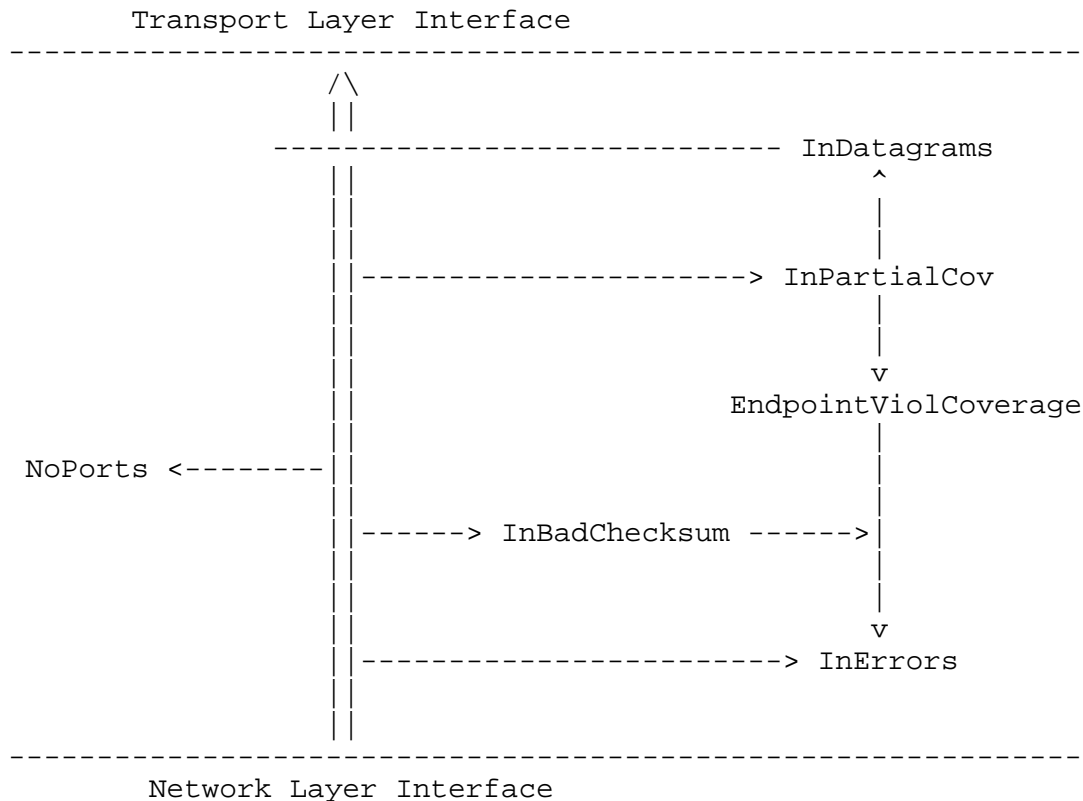 Transport Layer Interface
InDatagrams
InPartialCov
EndpointViolCoverage
NoPorts
InBadChecksum
InErrors
Network Layer Interface